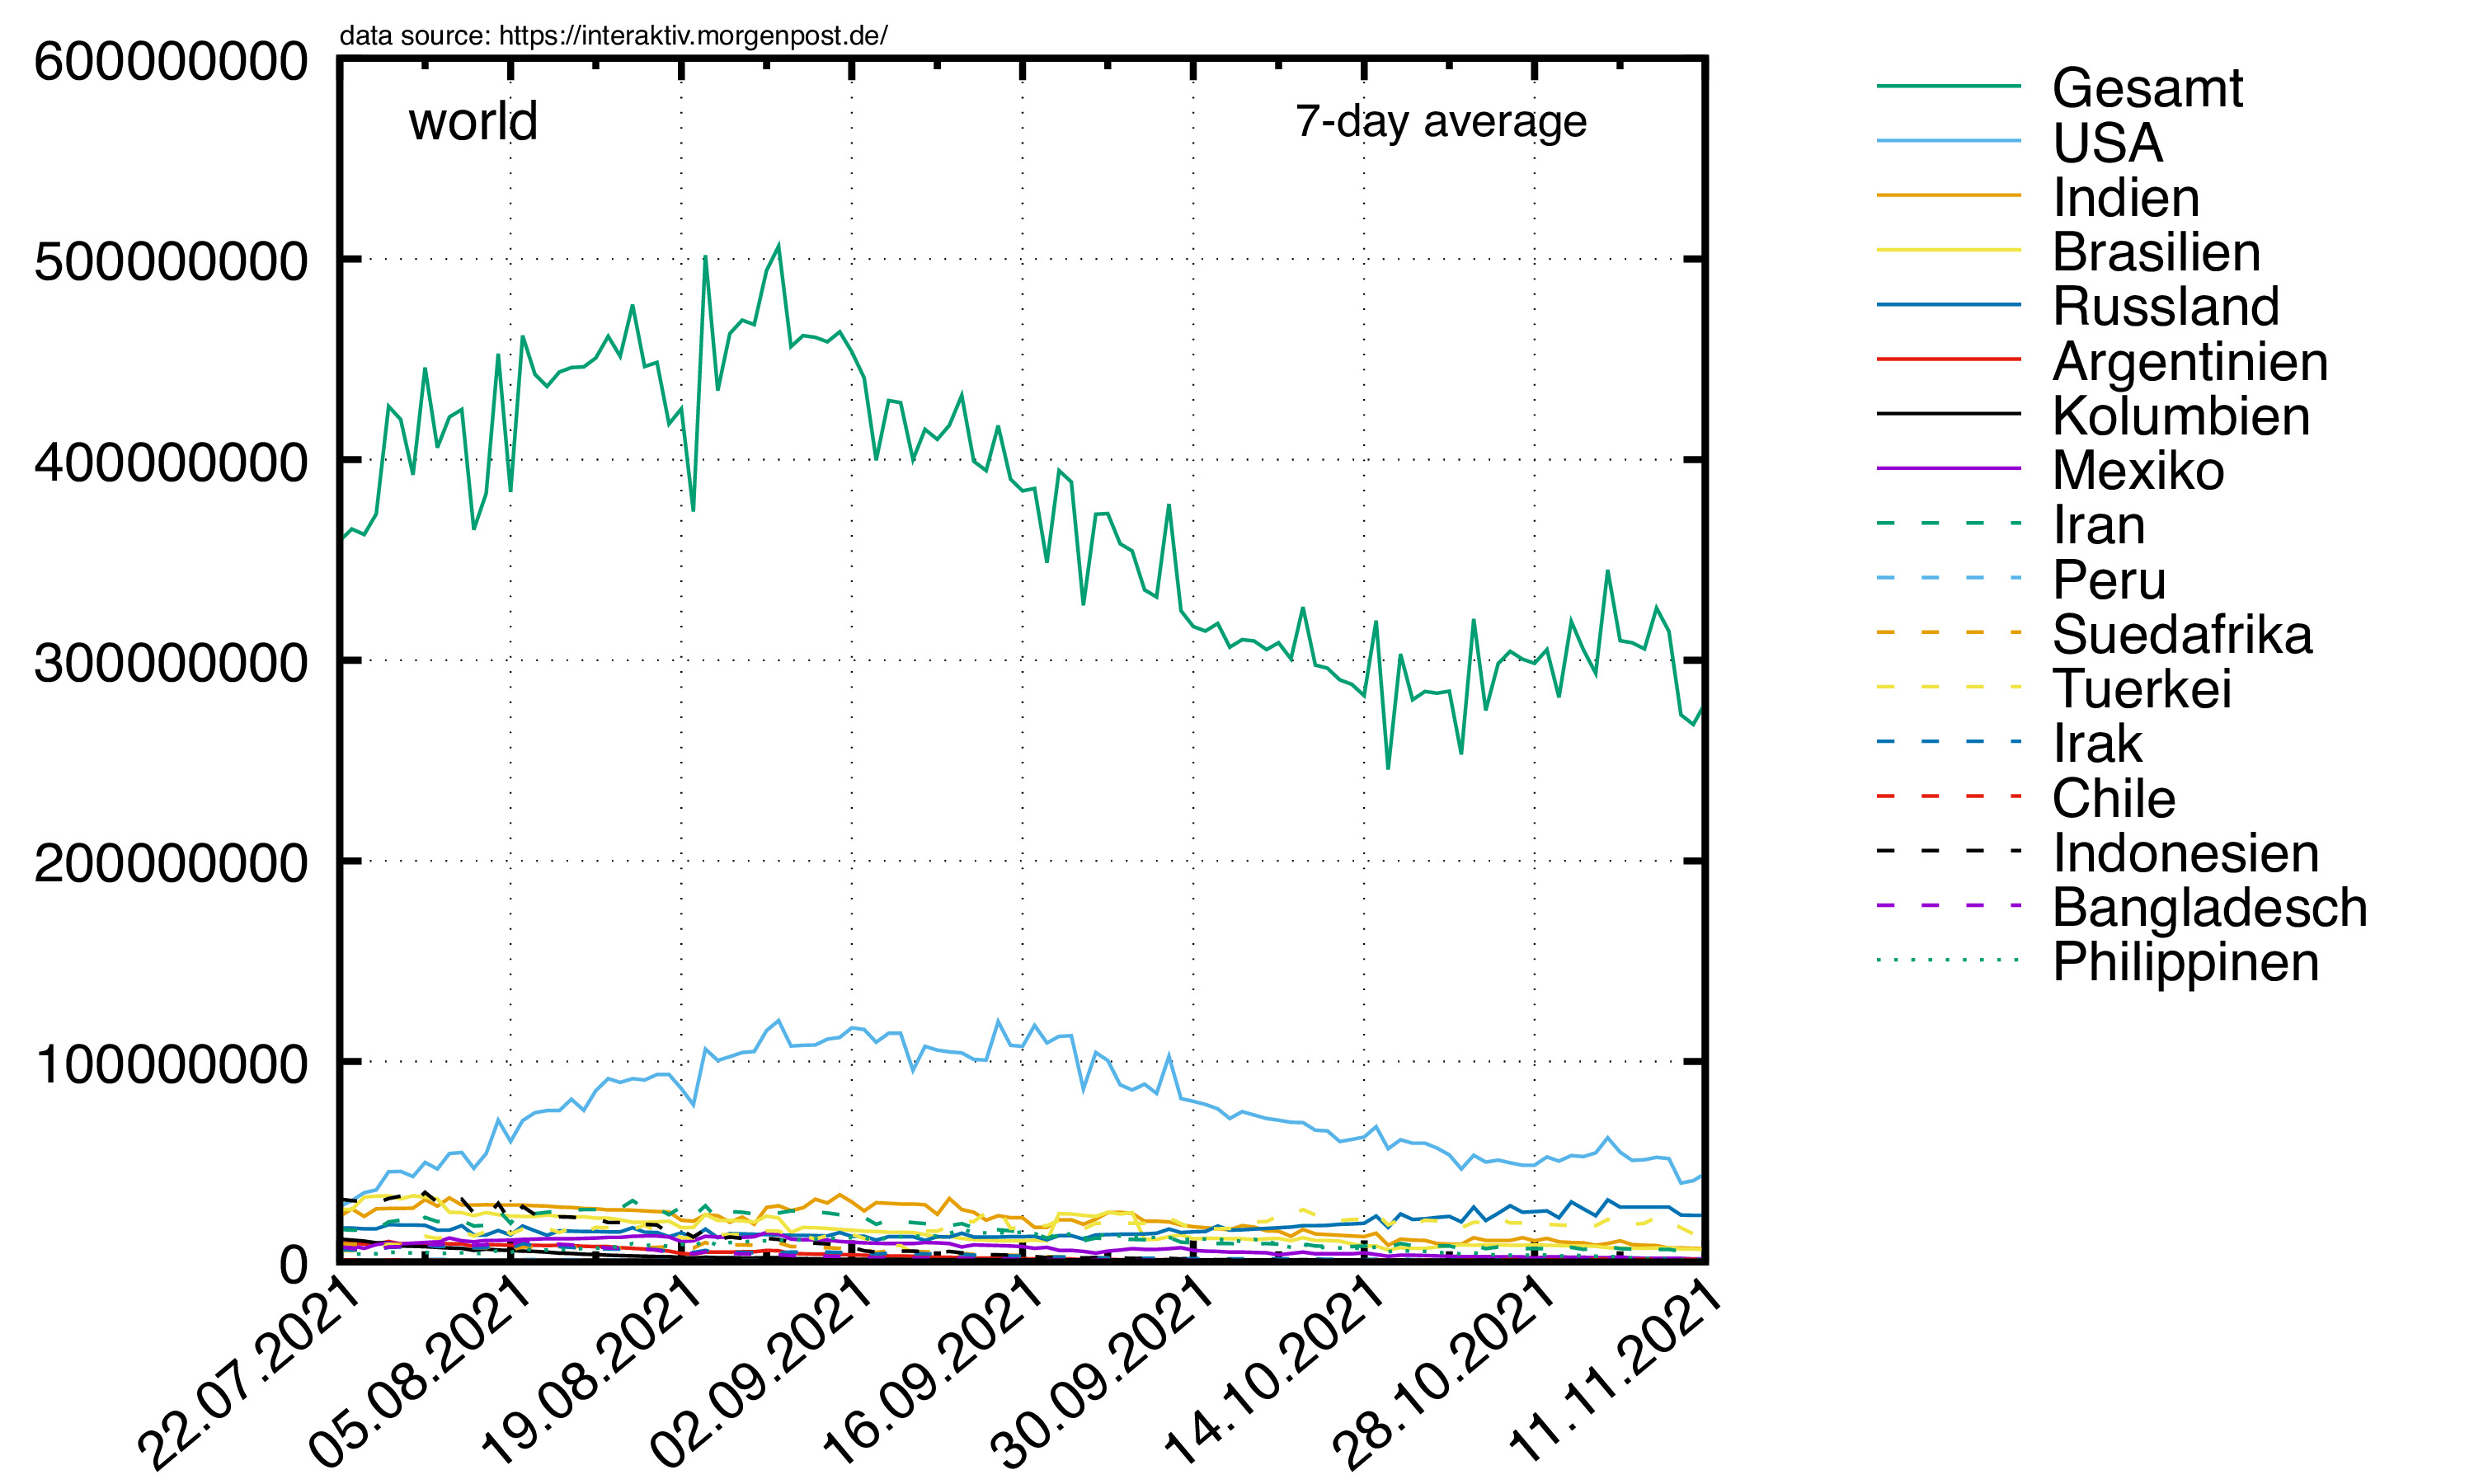 data source: https://interaktiv.morgenpost.de/
world
7-day average
600000000
500000000
400000000
300000000
200000000
100000000
0
22.07.2021
05.08.2021
19.08.2021
02.09.2021
16.09.2021
30.09.2021
14.10.2021
28.10.2021
11.11.2021
Gesamt
USA
Indien
Brasilien
Russland
Argentinien
Kolumbien
Mexiko
Iran
Peru
Suedafrika
Tuerkei
Irak
Chile
Indonesien
Bangladesch
Philippinen